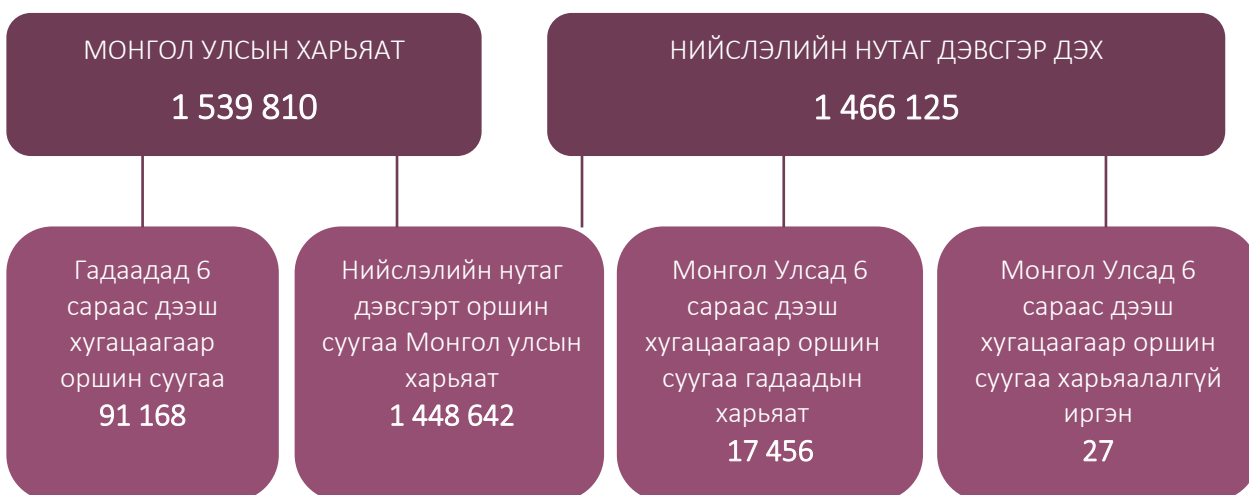 МОНГОЛ УЛСЫН ХАРЬЯАТ
1 539 810
НИЙСЛЭЛИЙН НУТАГ ДЭВСГЭР ДЭХ
1 466 125
Гадаадад 6
сараас дээш
хугацаагаар
оршин суугаа
91 168
Нийслэлийн нутаг
дэвсгэрт оршин
суугаа Монгол улсын
харьяат
1 448 642
Монгол Улсад 6
сараас дээш
хугацаагаар оршин
суугаа гадаадын
харьяат
17 456
Монгол Улсад 6
сараас дээш
хугацаагаар оршин
суугаа харьяалалгүй
иргэн
27